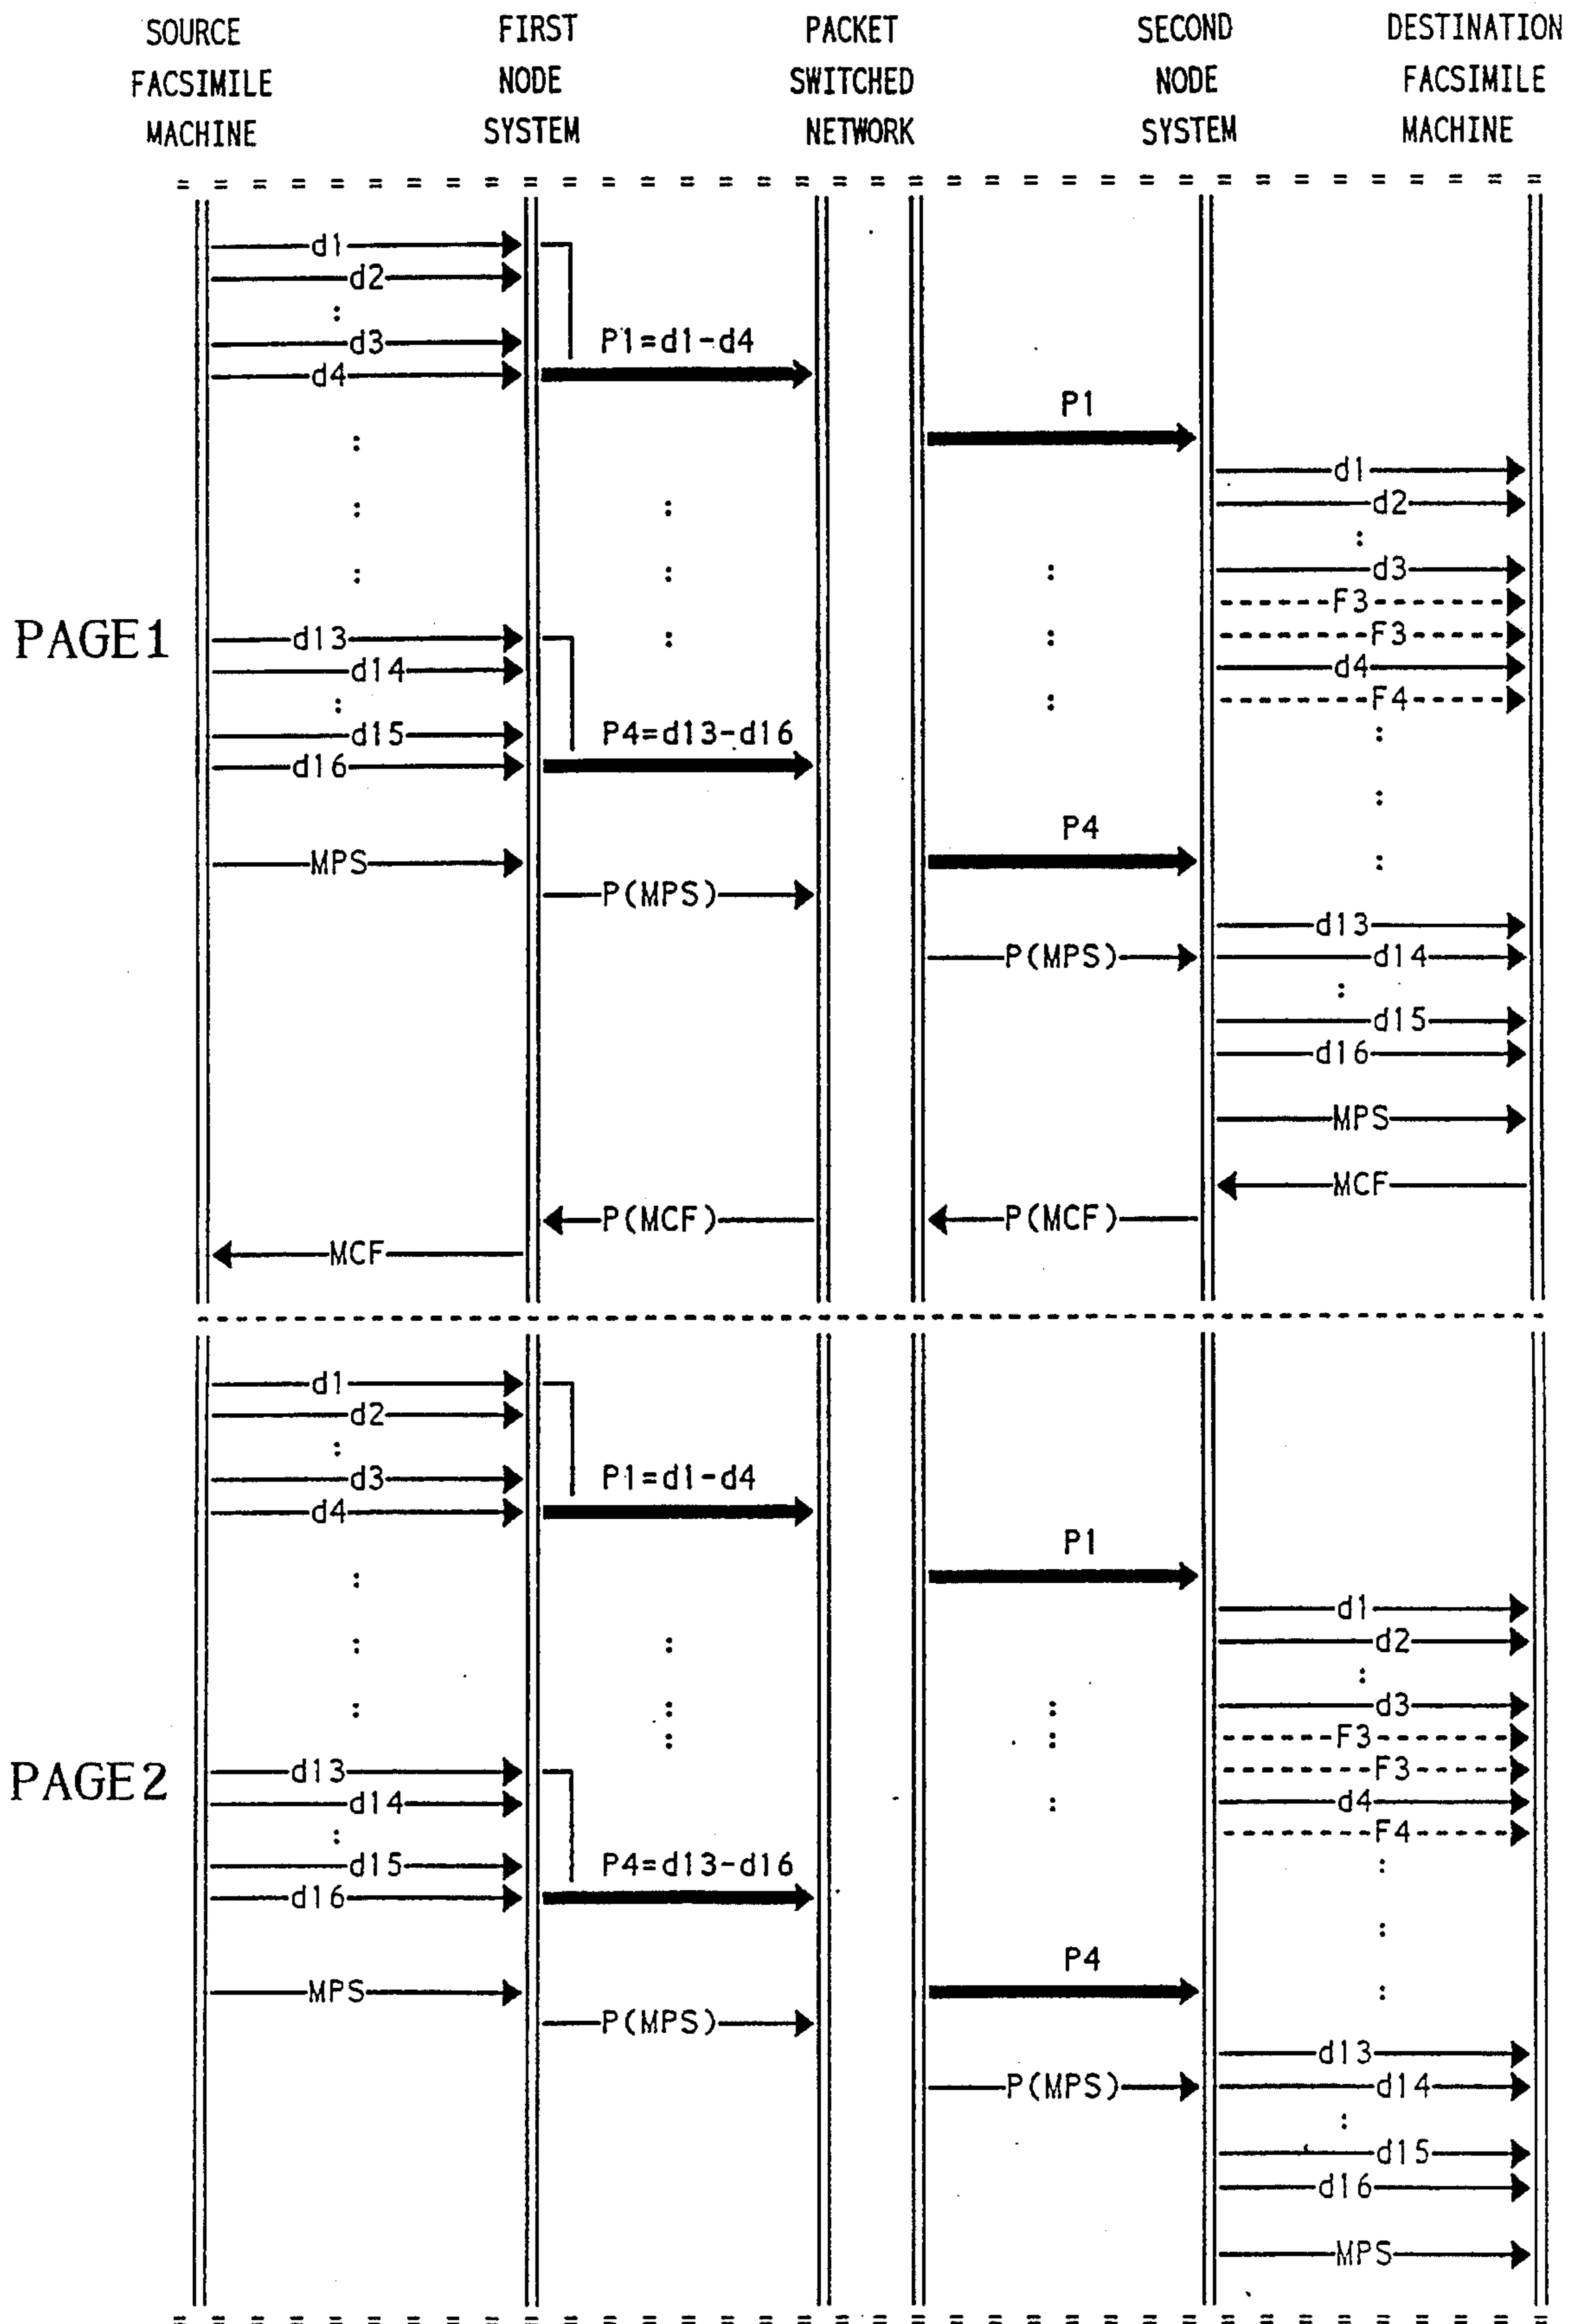 SOURCE FIRST PACKET SECOND DESTINATION
FACSIMILE NODE SWITCHED NODE FACSIMILE
MACHINE SYSTEM NETWORK SYSTEM MACHINE
d1
d2
:
d3 P1=d1-d4
d4
P1
:
d1
: : d2
:
: : : d3
F3
PAGE1
d13 : : F3
d14 d4
: : F4
d15 P4=d13-d16 :
d16
:
P4
MPS :
P(MPS)
d13
P(MPS) d14
:
d15
d16
MPS
MCF
P(MCF) P(MCF)
MCF
d1
d2
:
d3 P1=d1-d4
d4
P1
:
d1
: : d2
:
: : : d3
: : F3
PAGE2
d13 F3
d14 : d4
: F4
d15 P4=d13-d16 :
d16
:
P4
MPS :
P(MPS)
d13
P(MPS) d14
:
d15
d16
MPS